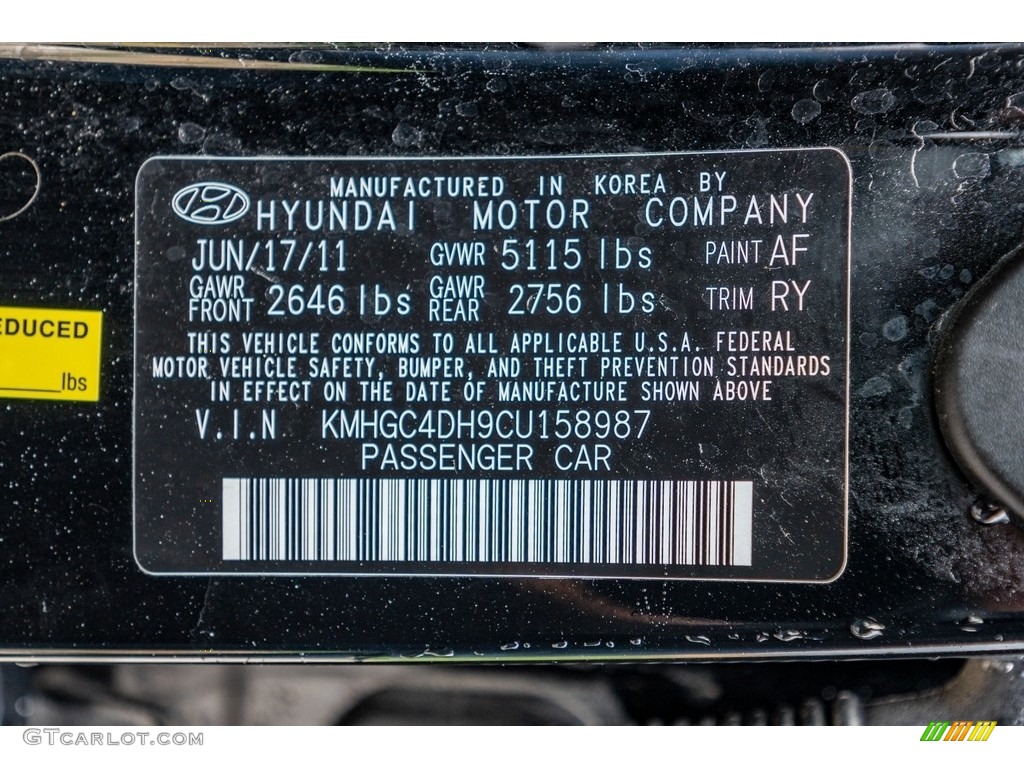 MANUFACTURED IN KOREA BY
HYUNDAI MOTOR COMPANY
JUN/17/11 GVWR 5115 lbs PAINT AF
GAWR FRONT 2646 lbs GAWR REAR 2756 lbs TRIM RY
THIS VEHICLE CONFORMS TO ALL APPLICABLE U.S.A. FEDERAL
MOTOR VEHICLE SAFETY, BUMPER, AND THEFT PREVENTION STANDARDS
IN EFFECT ON THE DATE OF MANUFACTURE SHOWN ABOVE
V.I.N KMHGC4DH9CU158987
PASSENGER CAR
EDUCED
lbs
GTCARLOT.COM